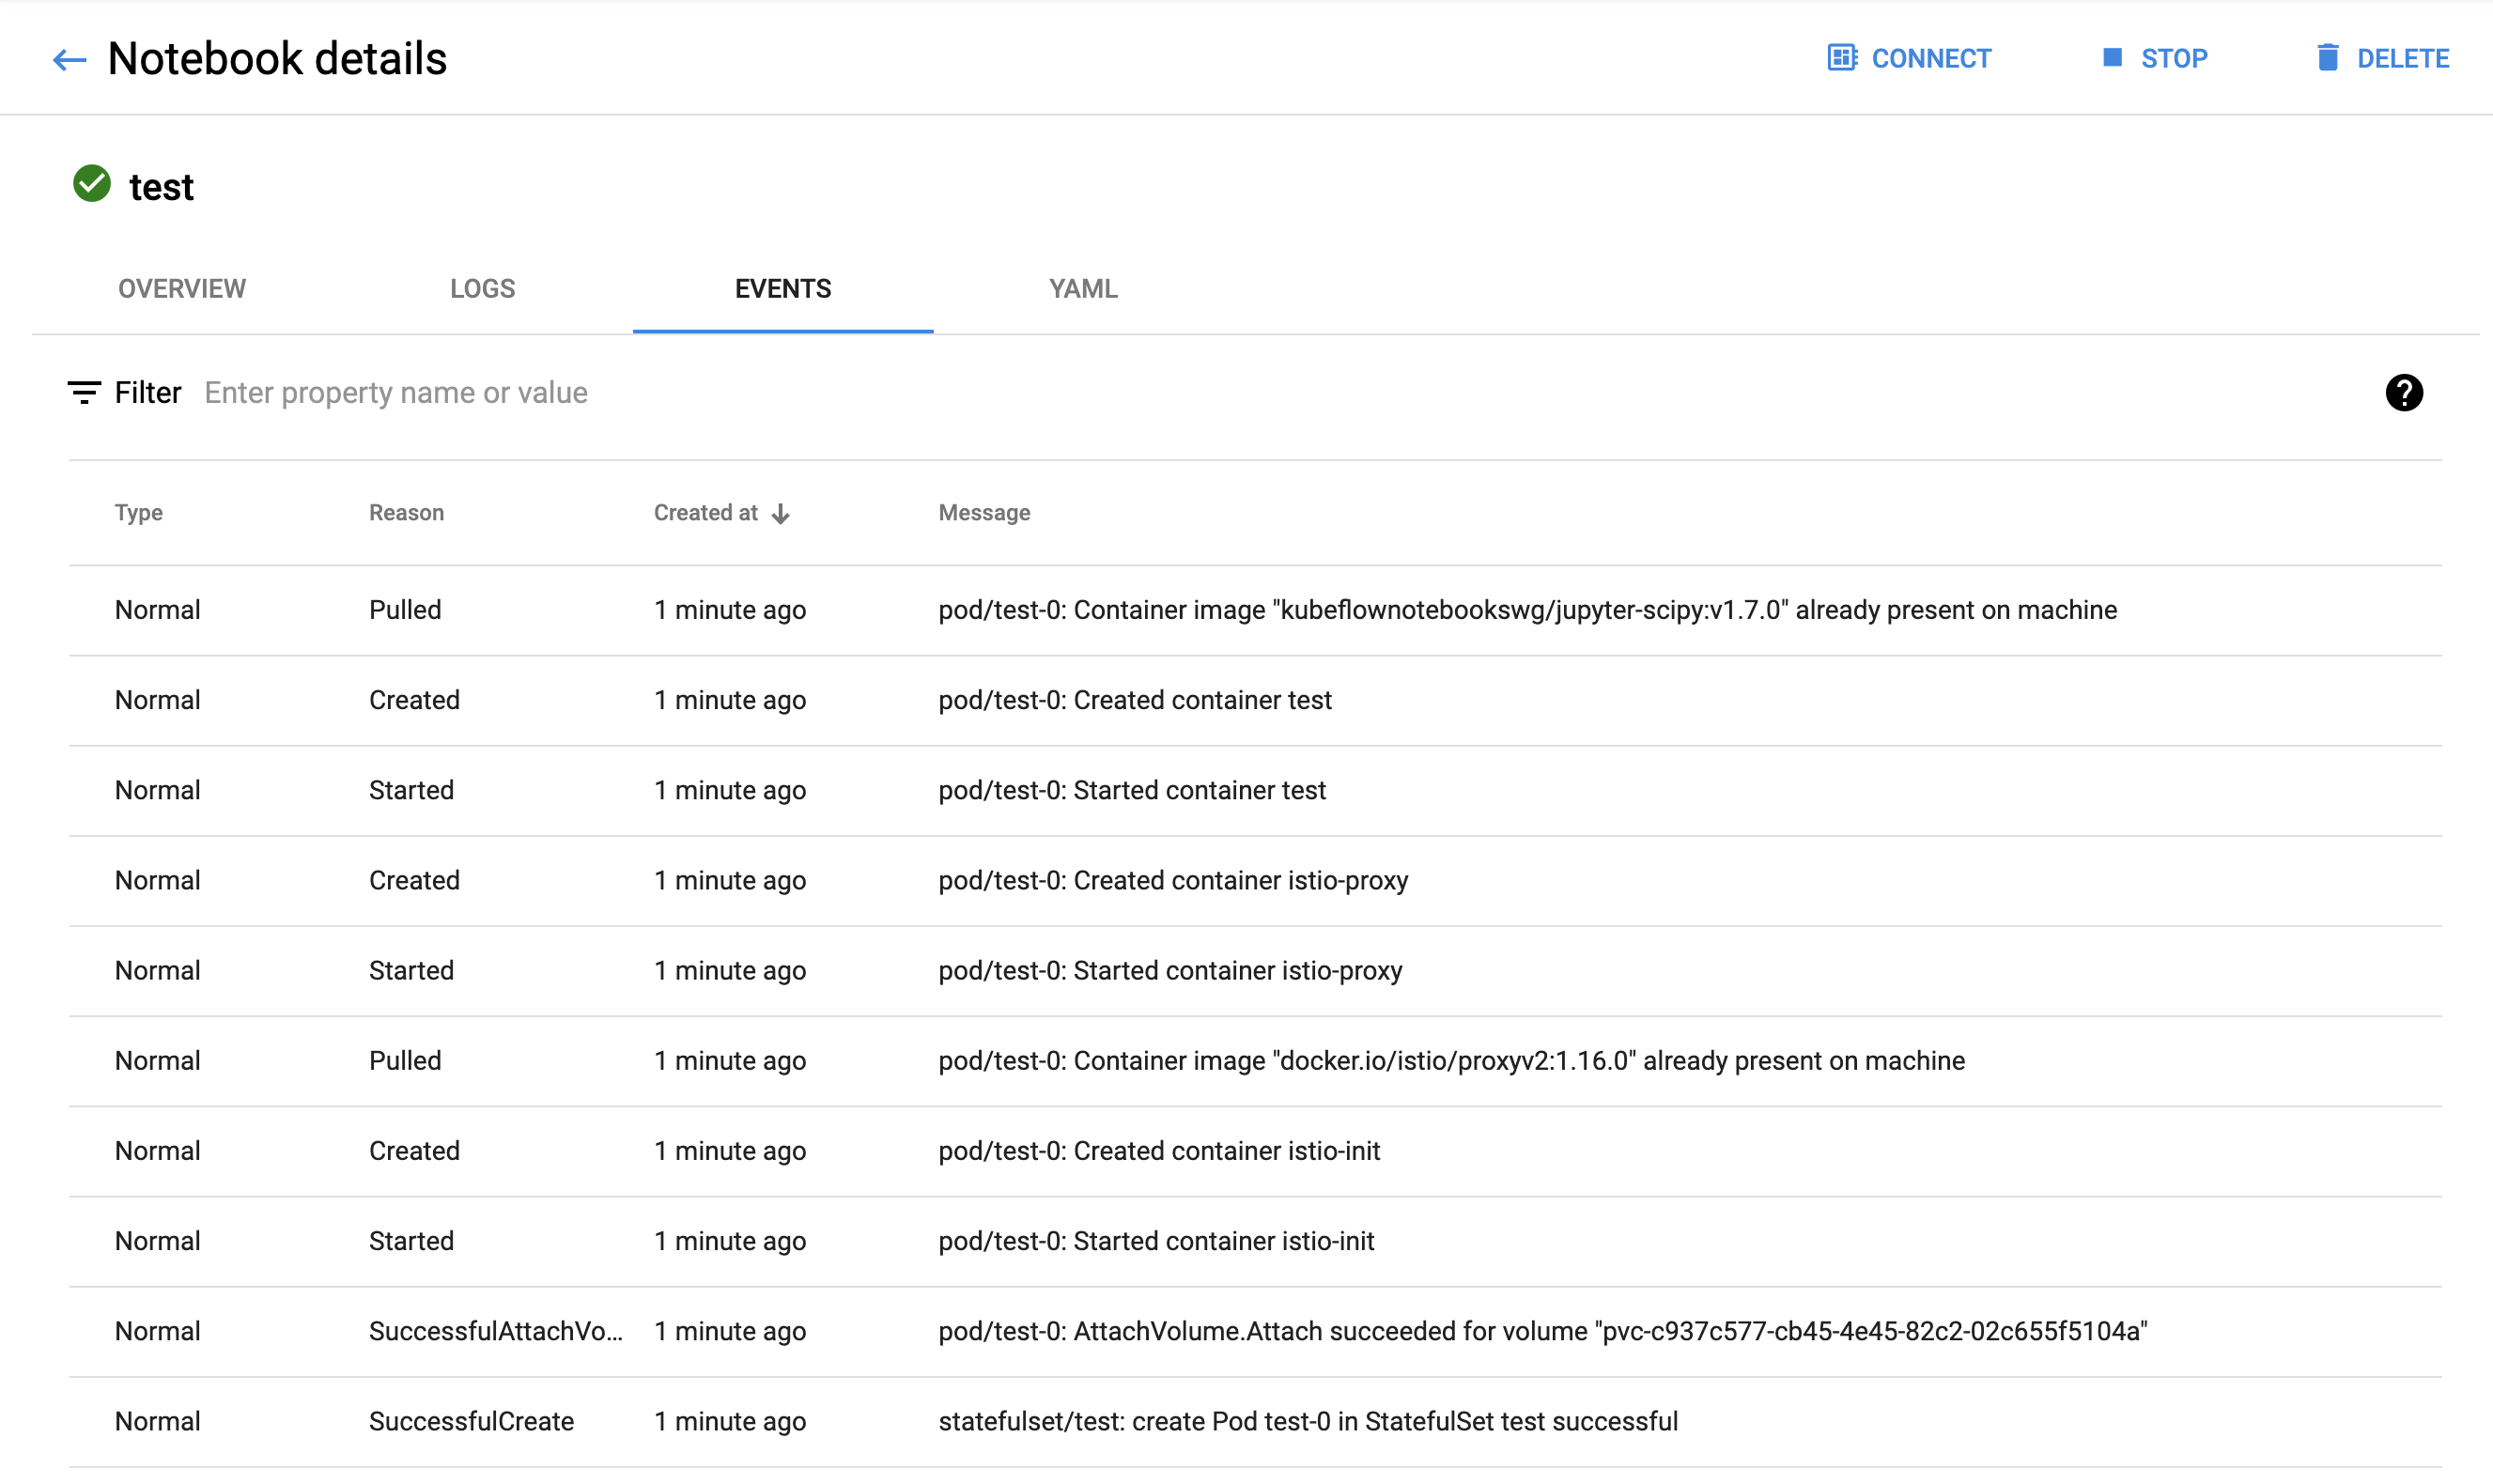 Notebook details
CONNECT STOP DELETE
test
OVERVIEW LOGS EVENTS YAML
Filter Enter property name or value
Type Reason Created at Message
Normal Pulled 1 minute ago pod/test-0: Container image "kubeflownotebookswg/jupyter-scipy:v1.7.0" already present on machine
Normal Created 1 minute ago pod/test-0: Created container test
Normal Started 1 minute ago pod/test-0: Started container test
Normal Created 1 minute ago pod/test-0: Created container istio-proxy
Normal Started 1 minute ago pod/test-0: Started container istio-proxy
Normal Pulled 1 minute ago pod/test-0: Container image "docker.io/istio/proxyv2:1.16.0" already present on machine
Normal Created 1 minute ago pod/test-0: Created container istio-init
Normal Started 1 minute ago pod/test-0: Started container istio-init
Normal SuccessfulAttachVo... 1 minute ago pod/test-0: AttachVolume.Attach succeeded for volume "pvc-c937c577-cb45-4e45-82c2-02c655f5104a"
Normal SuccessfulCreate 1 minute ago statefulset/test: create Pod test-0 in StatefulSet test successful